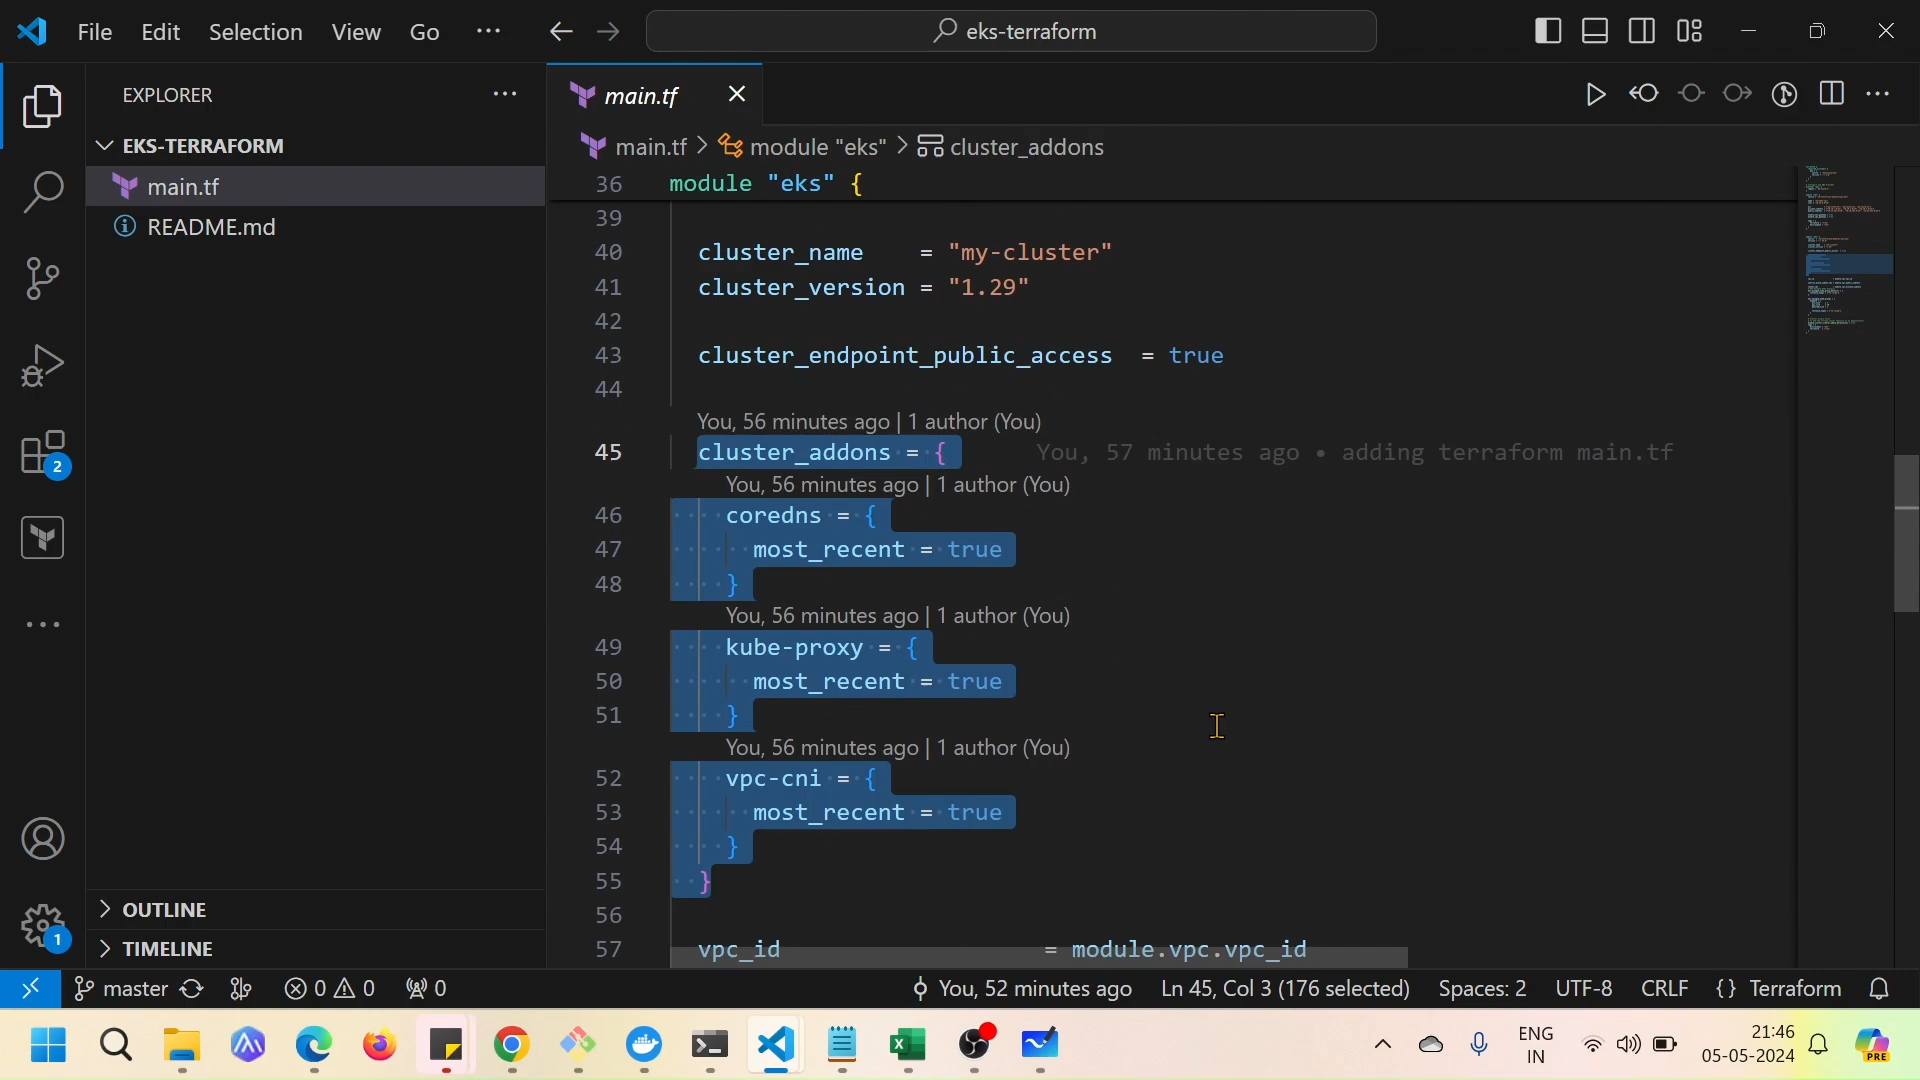 File Edit Selection View Go ··· eks-terraform
EXPLORER ···
EKS-TERRAFORM
main.tf
README.md
OUTLINE
TIMELINE
2
1
main.tf
main.tf > module "eks" > cluster_addons
36 module "eks" {
39
40 cluster_name = "my-cluster"
41 cluster_version = "1.29"
42
43 cluster_endpoint_public_access = true
44
You, 56 minutes ago | 1 author (You)
45 cluster_addons = { You, 57 minutes ago • adding terraform main.tf
You, 56 minutes ago | 1 author (You)
46 coredns = {
47 most_recent = true
48 }
You, 56 minutes ago | 1 author (You)
49 kube-proxy = {
50 most_recent = true
51 }
You, 56 minutes ago | 1 author (You)
52 vpc-cni = {
53 most_recent = true
54 }
55 }
56
57 vpc_id = module.vpc.vpc_id
master 0 0 0 You, 52 minutes ago Ln 45, Col 3 (176 selected) Spaces: 2 UTF-8 CRLF {} Terraform
ENG
IN
21:46
05-05-2024
PRE